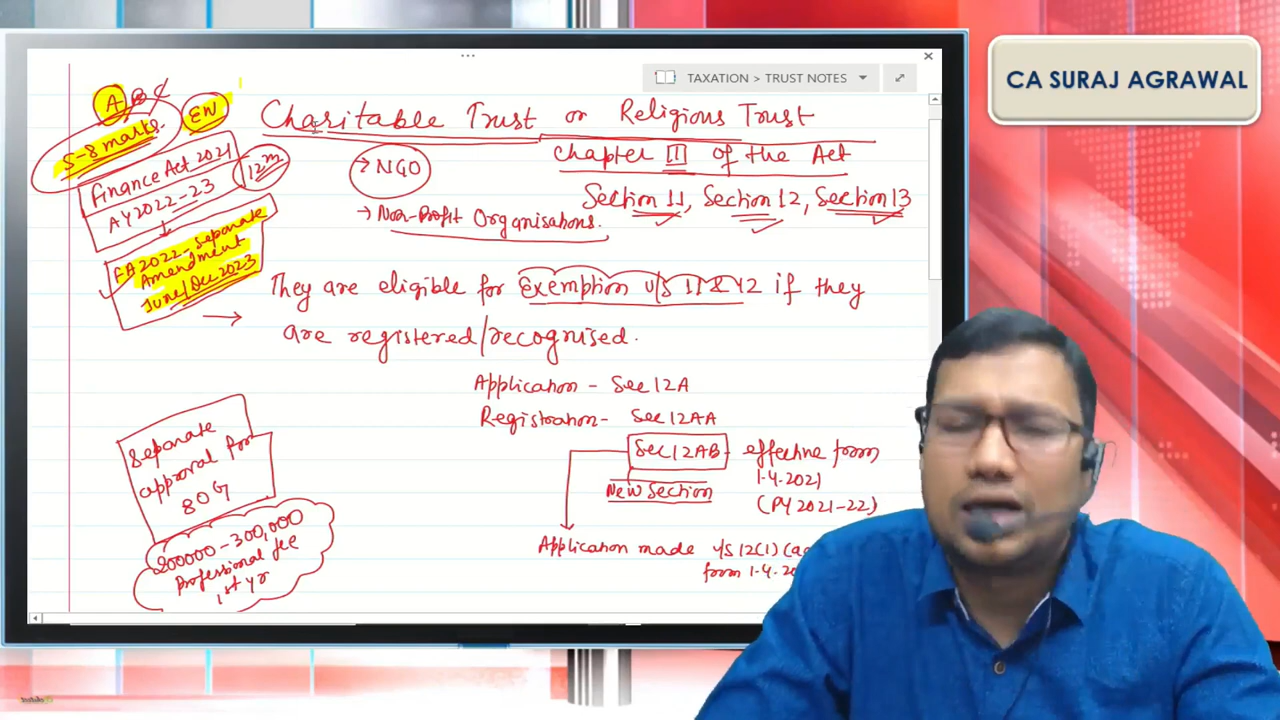 CA SURAJ AGRAWAL
TAXATION > TRUST NOTES
A B C
5-8 marks
EN
Finance Act 2021
AY 2022-23
12m
FA 2022 - Separate
Amendment
June/Dec 2023
Charitable Trust or Religious Trust
→ NGO
Chapter III of the Act
Section 11, Section 12, Section 13
→ Non-Profit Organisations.
They are eligible for Exemption u/s 11 & 12 if they
are registered/recognised.
Application - Sec 12A
Registration - Sec 12AA
Sec 12AB effective from
1.4.2021
New Section
(PY 2021-22)
Application made u/s 12(1)
from 1.4.20
Separate
approval for
80G
200000 - 300,000
Professional fee
1st yr